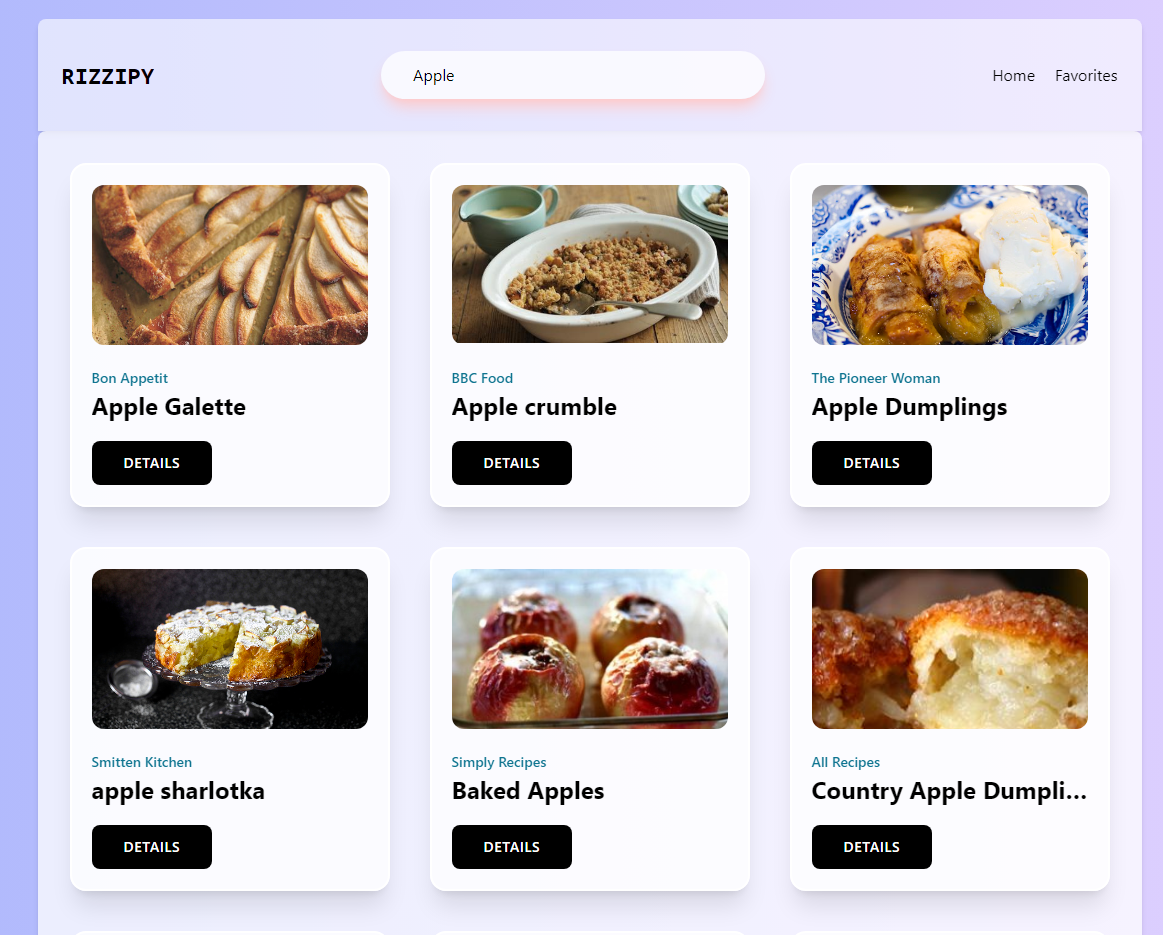 RIZZIPY
Apple
Home
Favorites
Bon Appetit
Apple Galette
DETAILS
BBC Food
Apple crumble
DETAILS
The Pioneer Woman
Apple Dumplings
DETAILS
Smitten Kitchen
apple sharlotka
DETAILS
Simply Recipes
Baked Apples
DETAILS
All Recipes
Country Apple Dumpli...
DETAILS